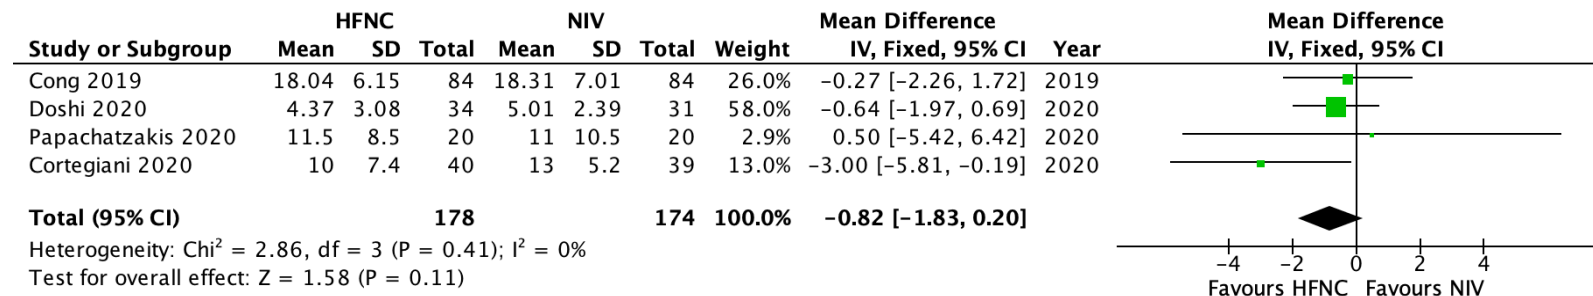 HFNC NIV Mean Difference Mean Difference
Study or Subgroup Mean SD Total Mean SD Total Weight IV, Fixed, 95% CI Year IV, Fixed, 95% CI
Cong 2019 18.04 6.15 84 18.31 7.01 84 26.0% −0.27 [−2.26, 1.72] 2019
Doshi 2020 4.37 3.08 34 5.01 2.39 31 58.0% −0.64 [−1.97, 0.69] 2020
Papachatzakis 2020 11.5 8.5 20 11 10.5 20 2.9% 0.50 [−5.42, 6.42] 2020
Cortegiani 2020 10 7.4 40 13 5.2 39 13.0% −3.00 [−5.81, −0.19] 2020
Total (95% CI) 178 174 100.0% −0.82 [−1.83, 0.20]
Heterogeneity: Chi² = 2.86, df = 3 (P = 0.41); I² = 0%
Test for overall effect: Z = 1.58 (P = 0.11)
−4 −2 0 2 4
Favours HFNC Favours NIV